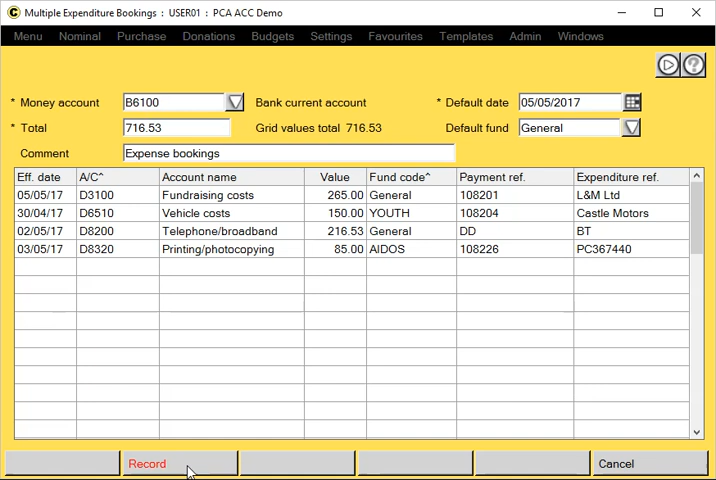 Multiple Expenditure Bookings : USER01 : PCA ACC Demo
Menu Nominal Purchase Donations Budgets Settings Favourites Templates Admin Windows
* Money account B6100 Bank current account * Default date 05/05/2017
* Total 716.53 Grid values total 716.53 Default fund General
Comment Expense bookings
Eff. date A/C^ Account name Value Fund code^ Payment ref. Expenditure ref.
05/05/17 D3100 Fundraising costs 265.00 General 108201 L&M Ltd
30/04/17 D6510 Vehicle costs 150.00 YOUTH 108204 Castle Motors
02/05/17 D8200 Telephone/broadband 216.53 General DD BT
03/05/17 D8320 Printing/photocopying 85.00 AIDOS 108226 PC367440
Record Cancel